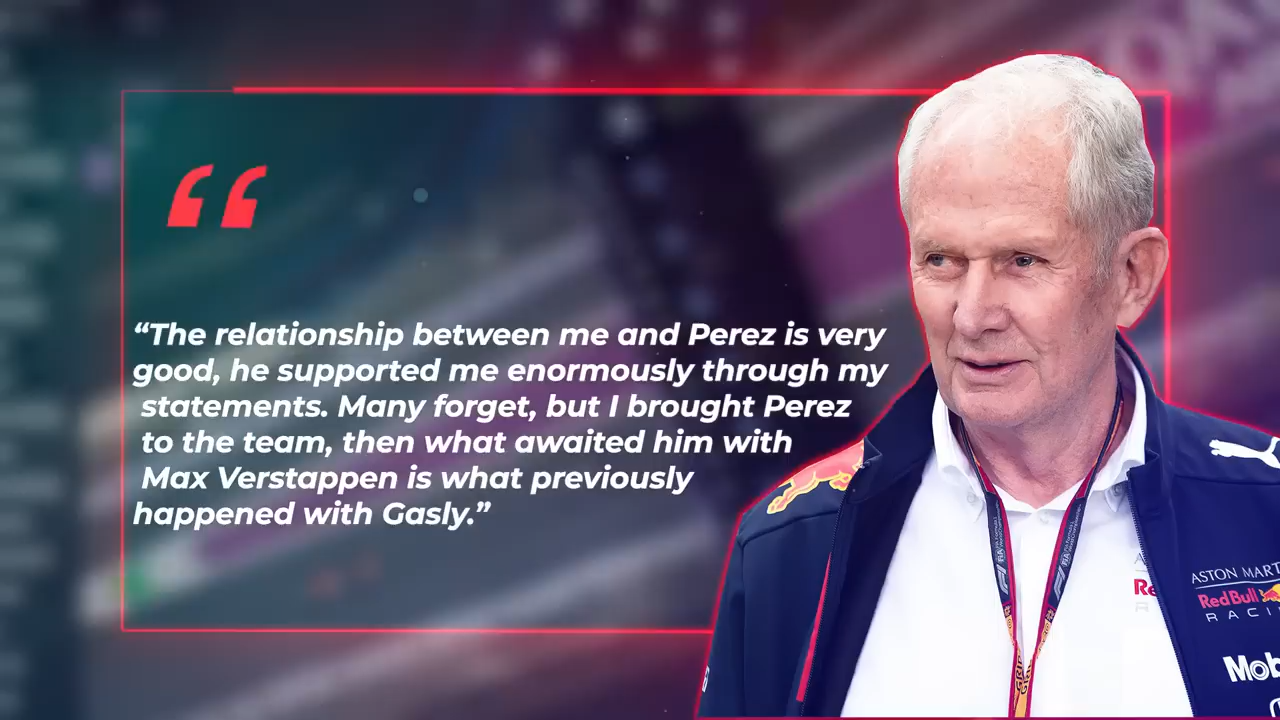 “The relationship between me and Perez is very
good, he supported me enormously through my
statements. Many forget, but I brought Perez
to the team, then what awaited him with
Max Verstappen is what previously
happened with Gasly.”
ASTON MART
Red Bull
RACI
Mob
Re